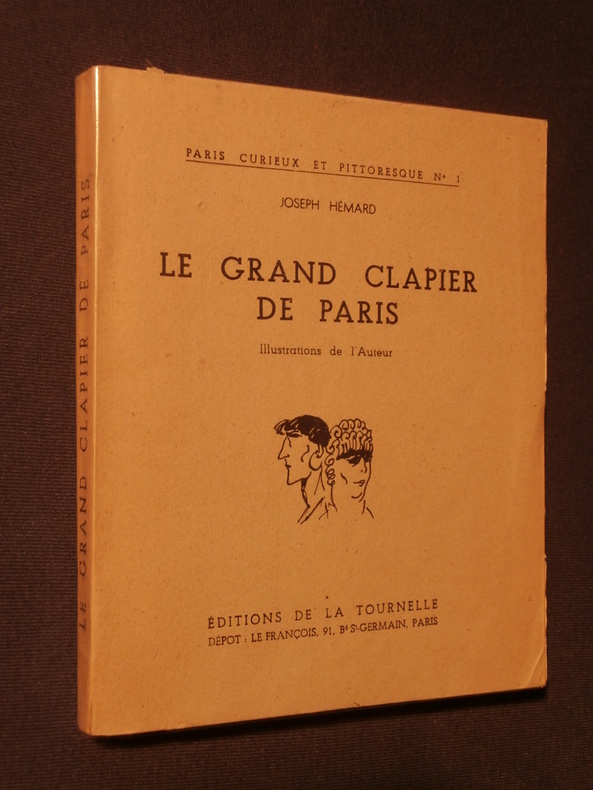 LE GRAND CLAPIER DE PARIS
PARIS CURIEUX ET PITTORESQUE Nº 1
JOSEPH HÉMARD
LE GRAND CLAPIER
DE PARIS
Illustrations de l'Auteur
ÉDITIONS DE LA TOURNELLE
DÉPOT : LE FRANÇOIS, 91, Bd St-GERMAIN, PARIS